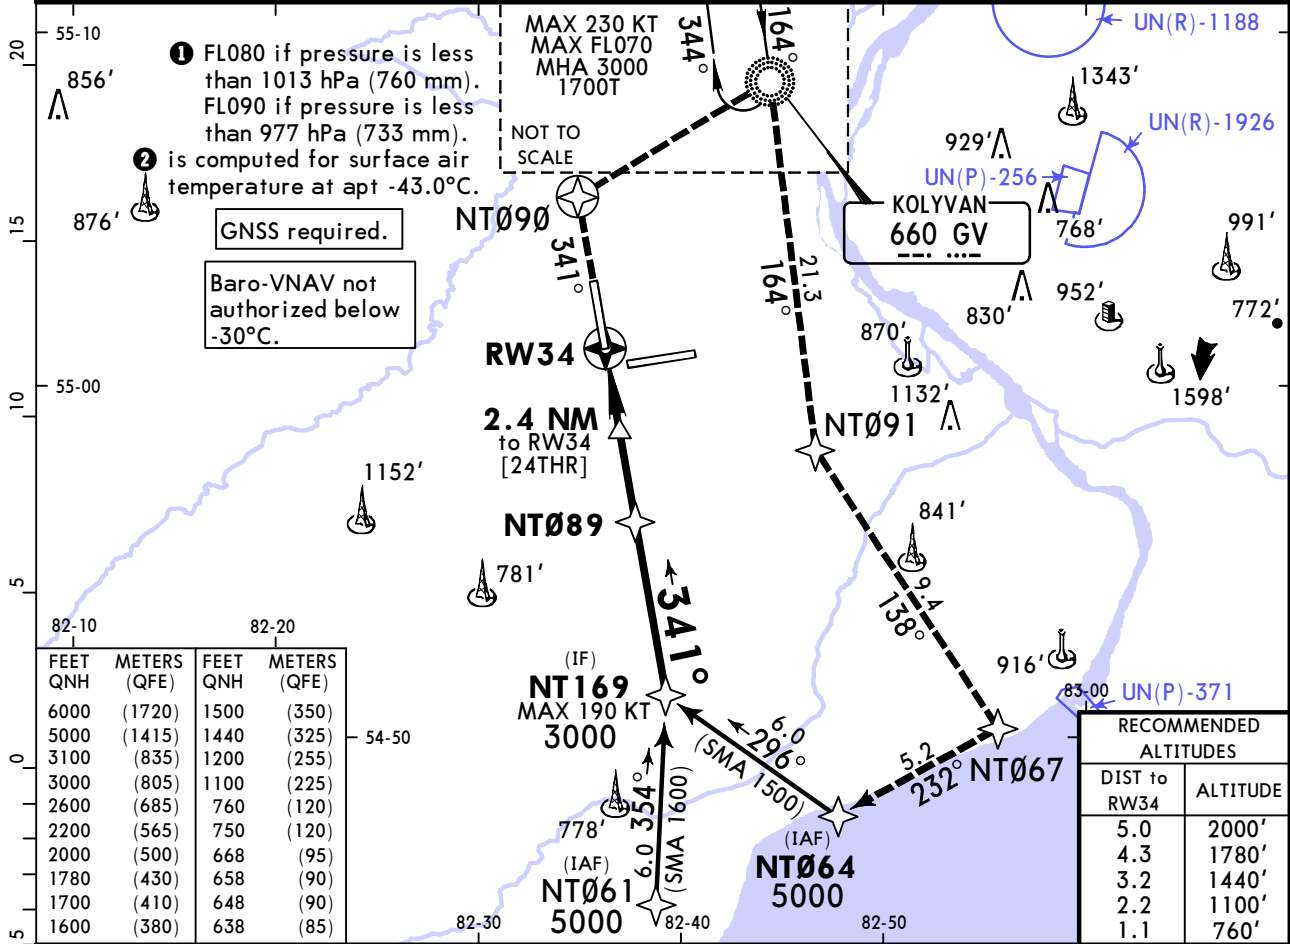 20
55-10
856'
❶ FL080 if pressure is less
than 1013 hPa (760 mm).
FL090 if pressure is less
than 977 hPa (733 mm).
❷ is computed for surface air
temperature at apt -43.0°C.
876'
GNSS required.
Baro-VNAV not
authorized below
-30°C.
MAX 230 KT
MAX FL070
MHA 3000
1700T
NOT TO
SCALE
344°
164°
UN(R)-1188
1343'
UN(R)-1926
929'
UN(P)-256
768'
KOLYVAN
660 GV
991'
952'
830'
772'
870'
1132'
1598'
15
NTØ90
341°
21.3
164°
RW34
55-00
10
2.4 NM
to RW34
[24THR]
NTØ91
1152'
NTØ89
841'
781'
9.4
138°
5
341°
82-10
82-20
916'
83-00
UN(P)-371
(IF)
NT169
MAX 190 KT
3000
54-50
6.0
296°
(SMA 1500)
5.2
232°
NTØ67
0
778'
6.0 354°
(SMA 1600)
(IAF)
NTØ61
5000
(IAF)
NTØ64
5000
82-30
82-40
82-50
5
FEET METERS FEET METERS
QNH (QFE) QNH (QFE)
6000 (1720) 1500 (350)
5000 (1415) 1440 (325)
3100 (835) 1200 (255)
3000 (805) 1100 (225)
2600 (685) 760 (120)
2200 (565) 750 (120)
2000 (500) 668 (95)
1780 (430) 658 (90)
1700 (410) 648 (90)
1600 (380) 638 (85)
RECOMMENDED
ALTITUDES
DIST to
RW34 ALTITUDE
5.0 2000'
4.3 1780'
3.2 1440'
2.2 1100'
1.1 760'